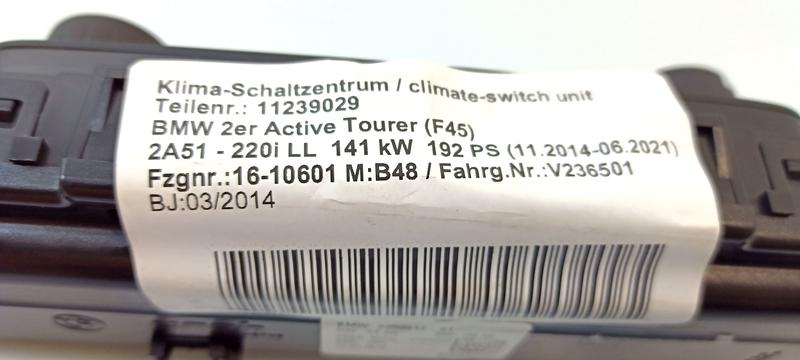 Klima-Schaltzentrum / climate-switch unit
Teilenr.: 11239029
BMW 2er Active Tourer (F45)
2A51 - 220i LL 141 kW 192 PS (11.2014-06.2021)
Fzgnr.:16-10601 M:B48 / Fahrg.Nr.:V236501
BJ:03/2014